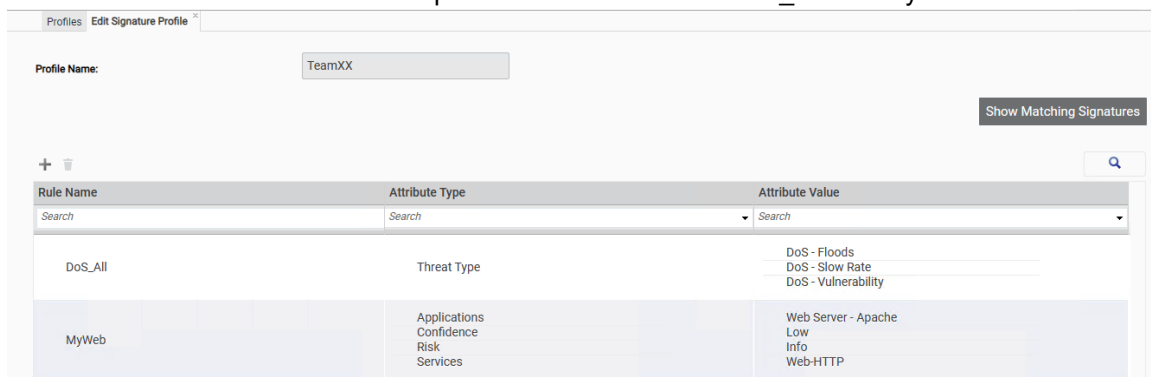 Profiles Edit Signature Profile ×
Profile Name: TeamXX
Show Matching Signatures
Rule Name Attribute Type Attribute Value
Search Search Search
DoS_All Threat Type DoS - Floods
DoS - Slow Rate
DoS - Vulnerability
MyWeb Applications Web Server - Apache
Confidence Low
Risk Info
Services Web-HTTP